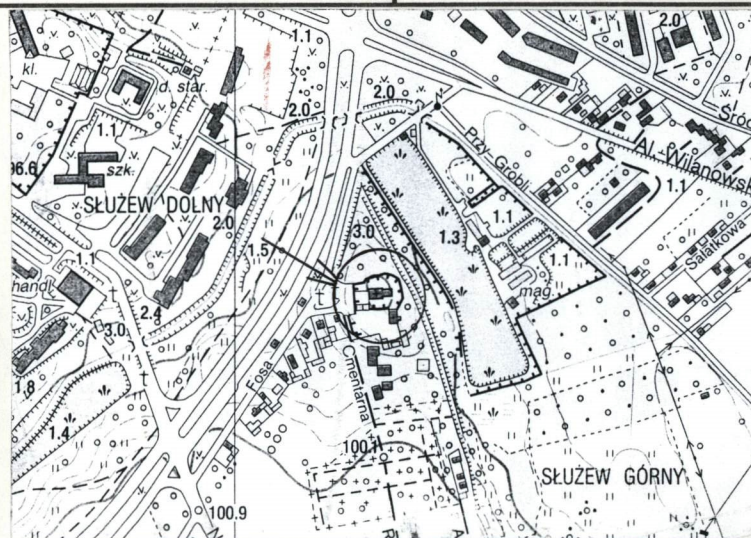 1.1
2.0
kl.
d. star.
2.0
2.0
1.1
Śro
Przy Grobli
Al. Wilanowsk
96.6
szk.
1.1
SŁUŻEW DOLNY
2.0
3.0
1.3
1.1
1.5
1.1
Sałatkowa
1.1
handl.
t
t
mag.
2.4
3.0
t
Fosa
Cmentarna
1.8
1.4
100.1
SŁUŻEW GÓRNY
100.9
R
A